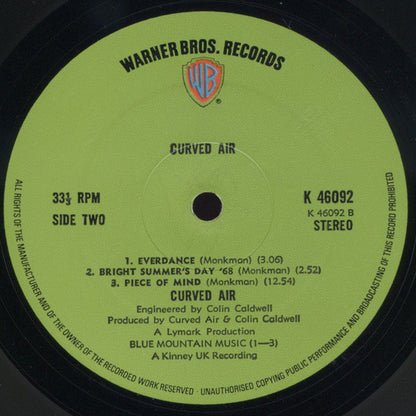 WARNER BROS. RECORDS
WB
®
CURVED AIR
33⅓ RPM
SIDE TWO
K 46092
K 46092 B
STEREO
1. EVERDANCE (Monkman) (3.06)
2. BRIGHT SUMMER'S DAY '68 (Monkman) (2.52)
3. PIECE OF MIND (Monkman) (12.54)
CURVED AIR
Engineered by Colin Caldwell
Produced by Curved Air & Colin Caldwell
A Lymark Production
BLUE MOUNTAIN MUSIC (1—3)
A Kinney UK Recording
ALL RIGHTS OF THE MANUFACTURER AND OF THE OWNER OF THE RECORDED WORK RESERVED · UNAUTHORISED COPYING PUBLIC PERFORMANCE AND BROADCASTING OF THIS RECORD PROHIBITED